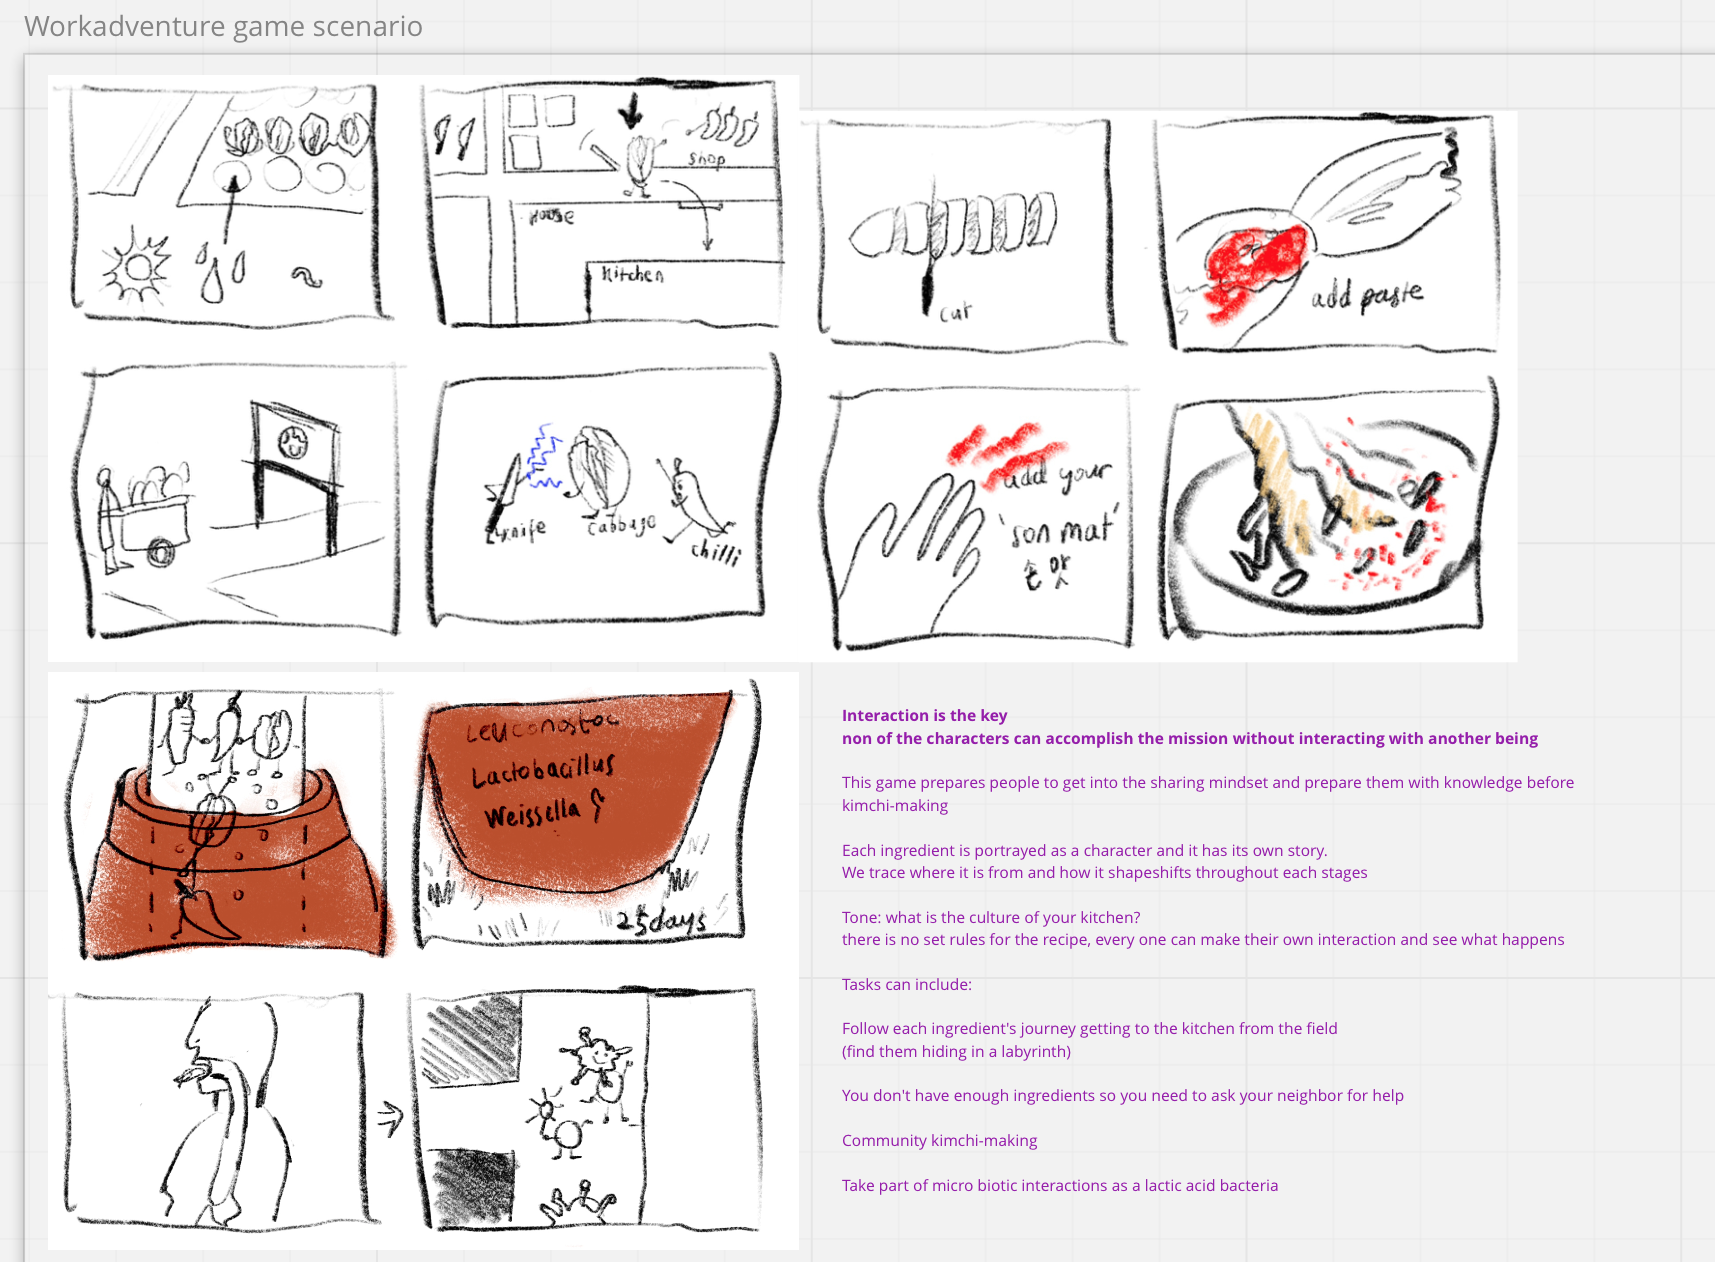 Workadventure game scenario
shop
House
Kitchen
cut
add paste
knife
cabbage
chilli
add your
'son mat'
Leuconostoc
Lactobacillus
Weissella
25days
Interaction is the key
non of the characters can accomplish the mission without interacting with another being
This game prepares people to get into the sharing mindset and prepare them with knowledge before
kimchi-making
Each ingredient is portrayed as a character and it has its own story.
We trace where it is from and how it shapeshifts throughout each stages
Tone: what is the culture of your kitchen?
there is no set rules for the recipe, every one can make their own interaction and see what happens
Tasks can include:
Follow each ingredient's journey getting to the kitchen from the field
(find them hiding in a labyrinth)
You don't have enough ingredients so you need to ask your neighbor for help
Community kimchi-making
Take part of micro biotic interactions as a lactic acid bacteria